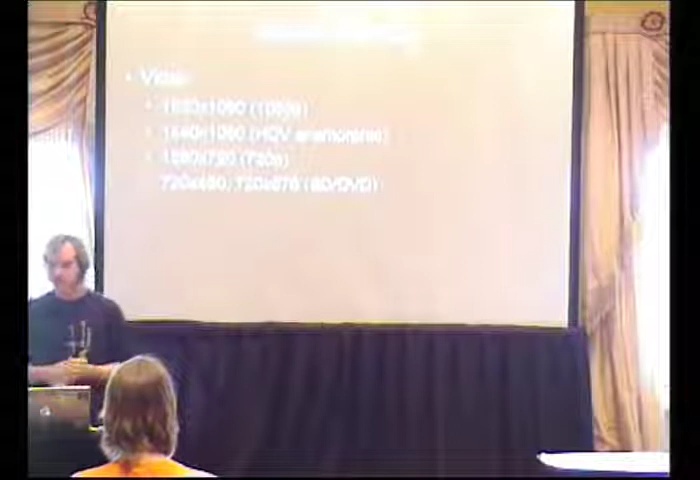 • Video
• 1920x1080 (1080i)
• 1440x1080 (HDV anamorphic)
• 1280x720 (720p)
720x480, 720x576 (SD/DVD)